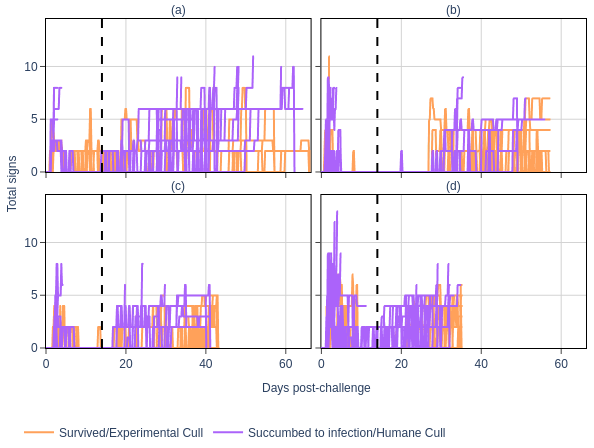 (a) (b)
10
5
0
Total signs
(c) (d)
10
5
0
0 20 40 60 0 20 40 60
Days post-challenge
Survived/Experimental Cull Succumbed to infection/Humane Cull